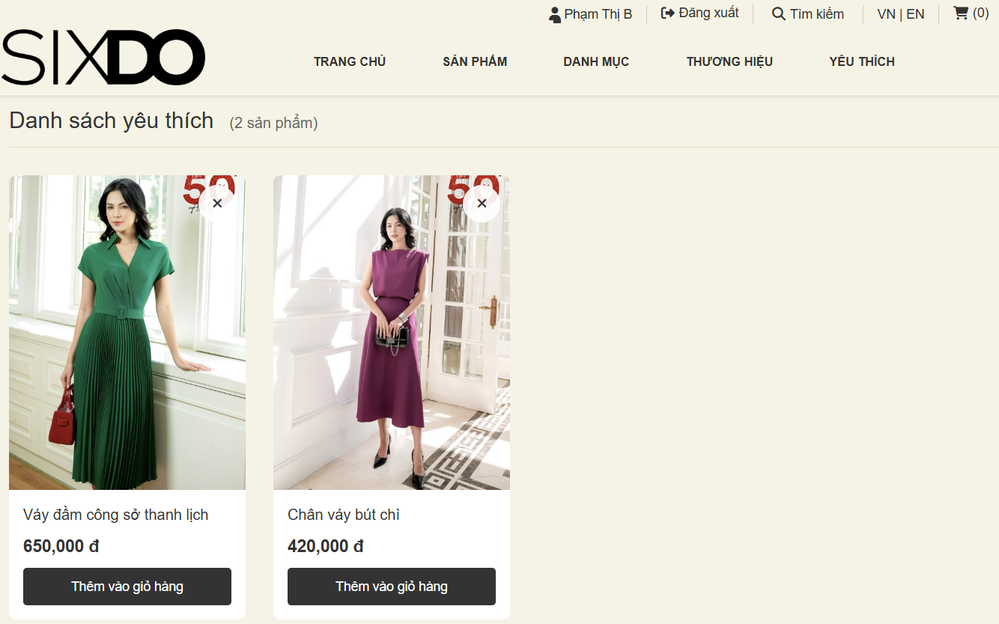 Phạm Thị B Đăng xuất Tìm kiếm VN | EN (0)
SIXDO
TRANG CHỦ SẢN PHẨM DANH MỤC THƯƠNG HIỆU YÊU THÍCH
Danh sách yêu thích (2 sản phẩm)
50
50
Váy đầm công sở thanh lịch
650,000 đ
Thêm vào giỏ hàng
Chân váy bút chì
420,000 đ
Thêm vào giỏ hàng